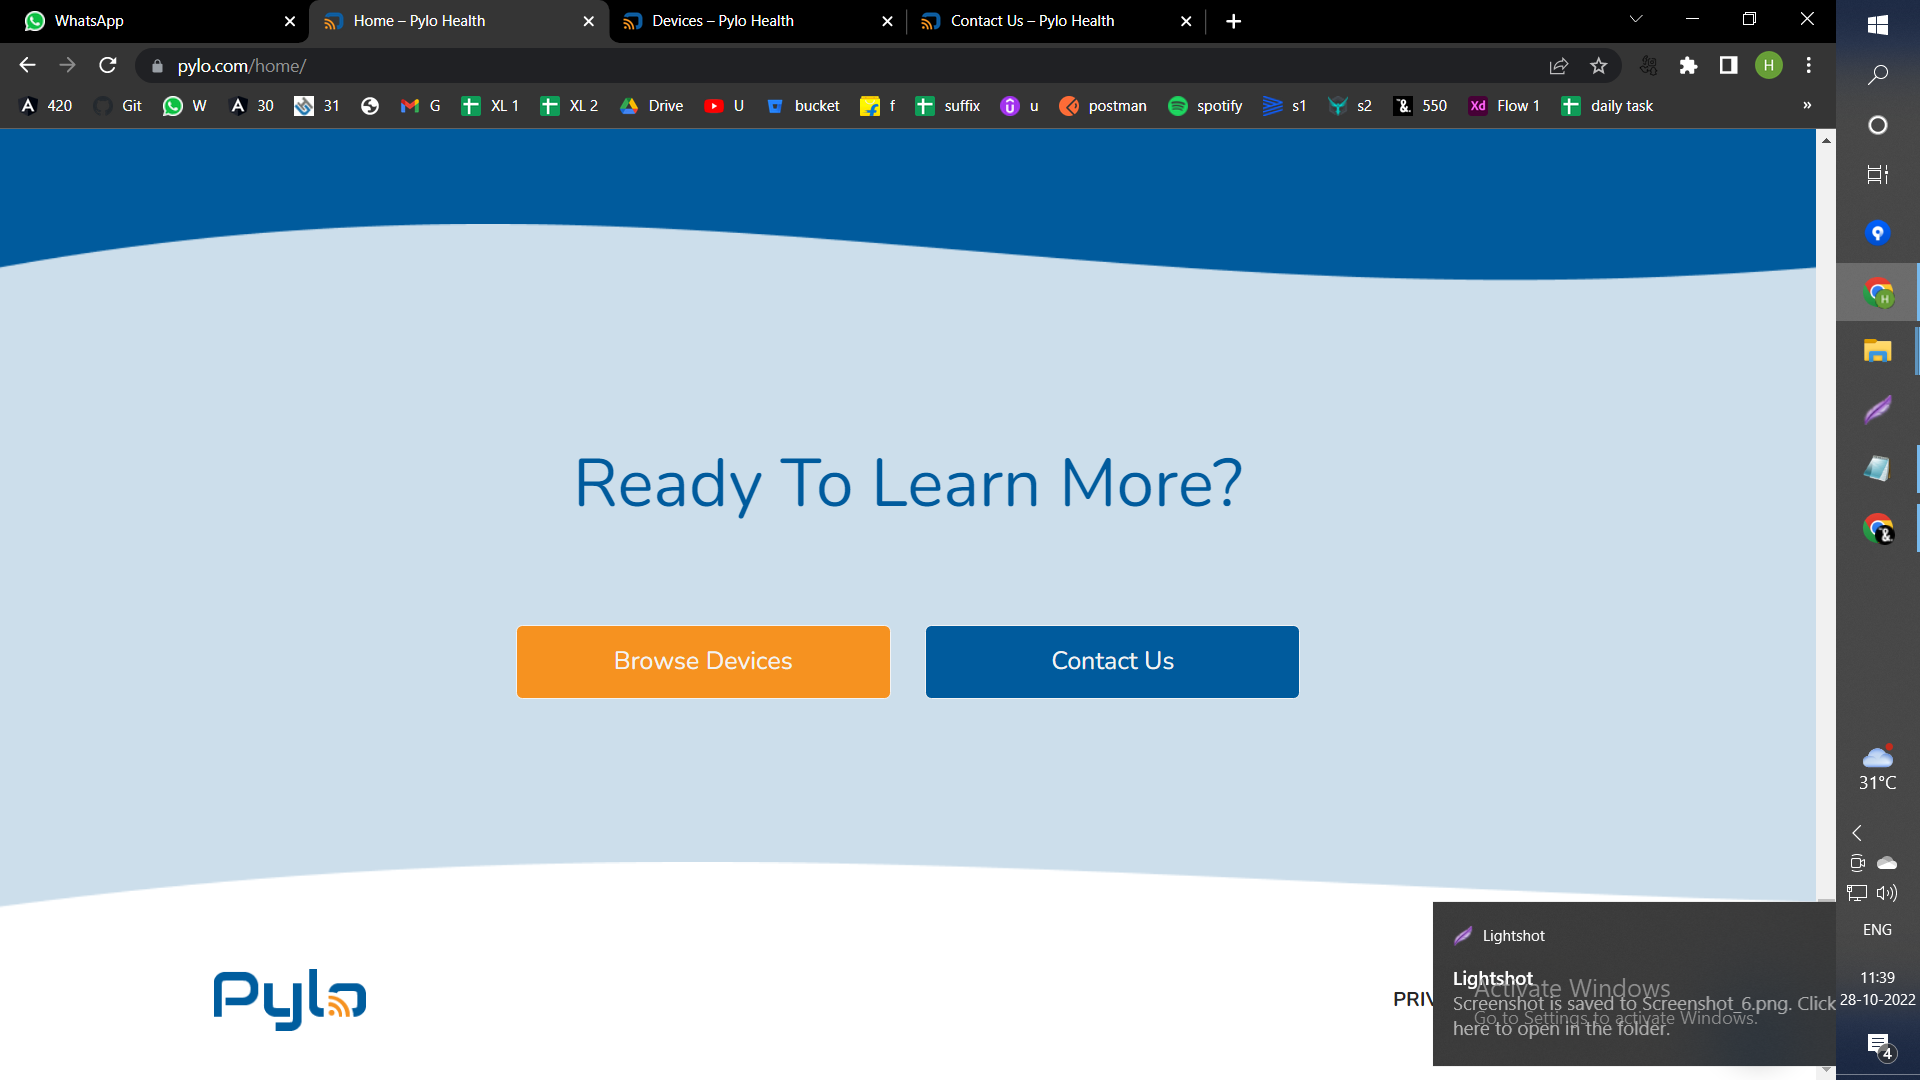 WhatsApp
Home – Pylo Health
Devices – Pylo Health
Contact Us – Pylo Health
pylo.com/home/
H
420 Git W 30 31 G XL 1 XL 2 Drive U bucket f suffix u postman spotify s1 s2 550 Flow 1 daily task »
Ready To Learn More?
Browse Devices
Contact Us
Pylo
PRIV
Lightshot
Lightshot
Screenshot is saved to Screenshot_6.png. Click
here to open in the folder.
Activate Windows
Go to Settings to activate Windows.
31°C
ENG
11:39
28-10-2022
4